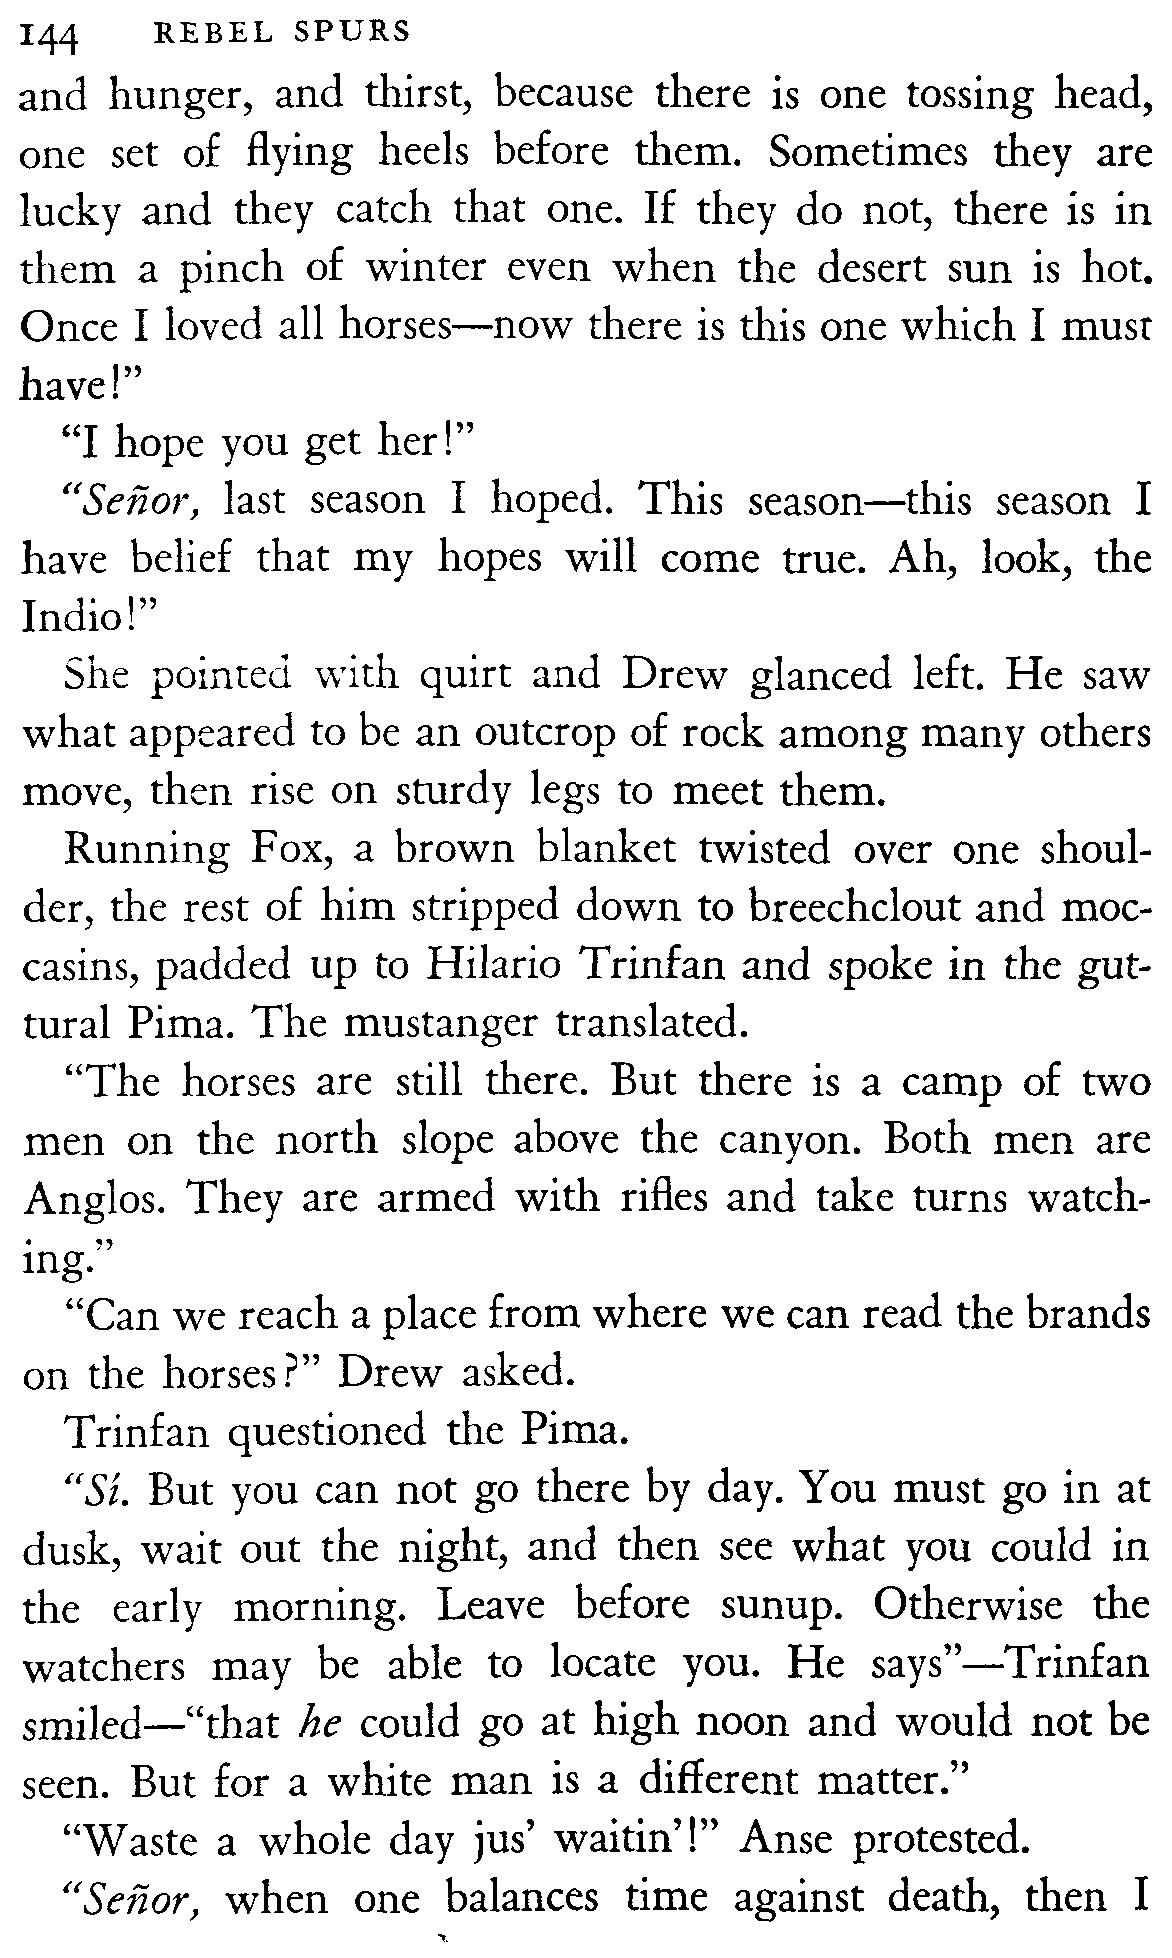 144 REBEL SPURS
and hunger, and thirst, because there is one tossing head,
one set of flying heels before them. Sometimes they are
lucky and they catch that one. If they do not, there is in
them a pinch of winter even when the desert sun is hot.
Once I loved all horses—now there is this one which I must
have!”
“I hope you get her!”
“Señor, last season I hoped. This season—this season I
have belief that my hopes will come true. Ah, look, the
Indio!”
She pointed with quirt and Drew glanced left. He saw
what appeared to be an outcrop of rock among many others
move, then rise on sturdy legs to meet them.
Running Fox, a brown blanket twisted over one shoul-
der, the rest of him stripped down to breechclout and moc-
casins, padded up to Hilario Trinfan and spoke in the gut-
tural Pima. The mustanger translated.
“The horses are still there. But there is a camp of two
men on the north slope above the canyon. Both men are
Anglos. They are armed with rifles and take turns watch-
ing.”
“Can we reach a place from where we can read the brands
on the horses?” Drew asked.
Trinfan questioned the Pima.
“Sí. But you can not go there by day. You must go in at
dusk, wait out the night, and then see what you could in
the early morning. Leave before sunup. Otherwise the
watchers may be able to locate you. He says”—Trinfan
smiled—“that he could go at high noon and would not be
seen. But for a white man is a different matter.”
“Waste a whole day jus’ waitin’!” Anse protested.
“Señor, when one balances time against death, then I